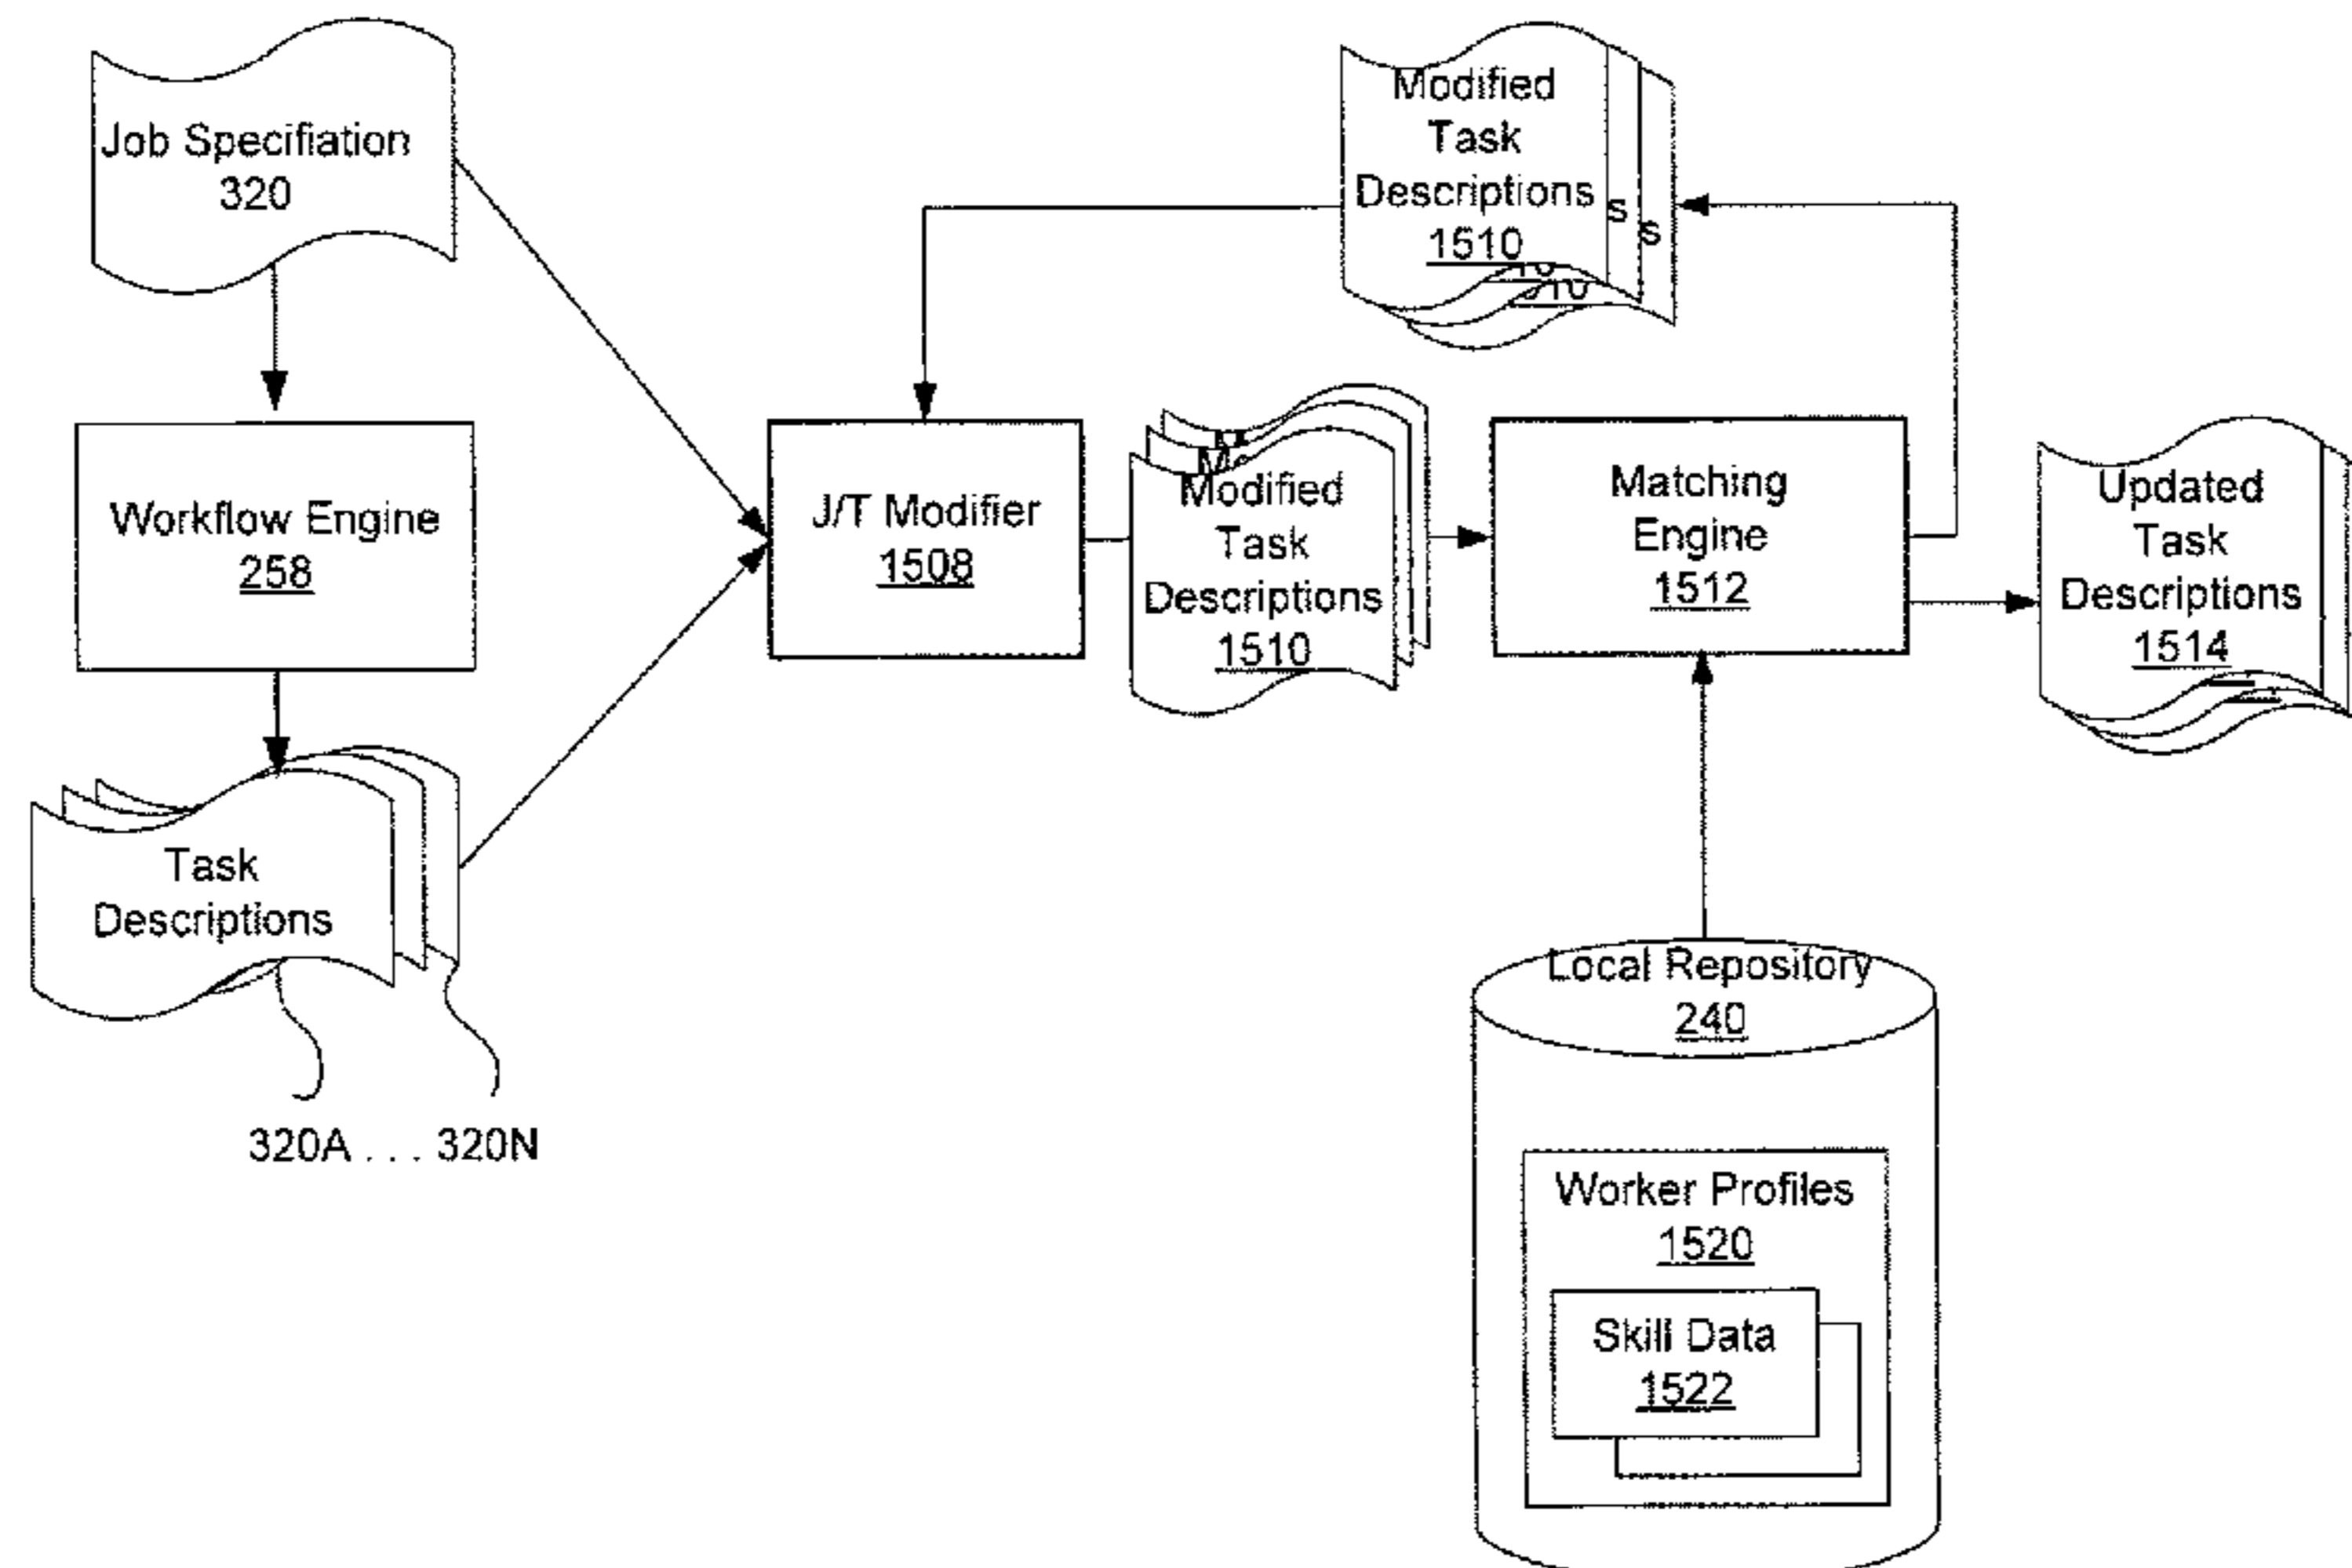 Job Specifiation
320
Workflow Engine
258
Task
Descriptions
320A . . . 320N
J/T Modifier
1508
Modified
Task
Descriptions
1510
s
s
Modified
Task
Descriptions
1510
Matching
Engine
1512
Updated
Task
Descriptions
1514
Local Repository
240
Worker Profiles
1520
Skill Data
1522